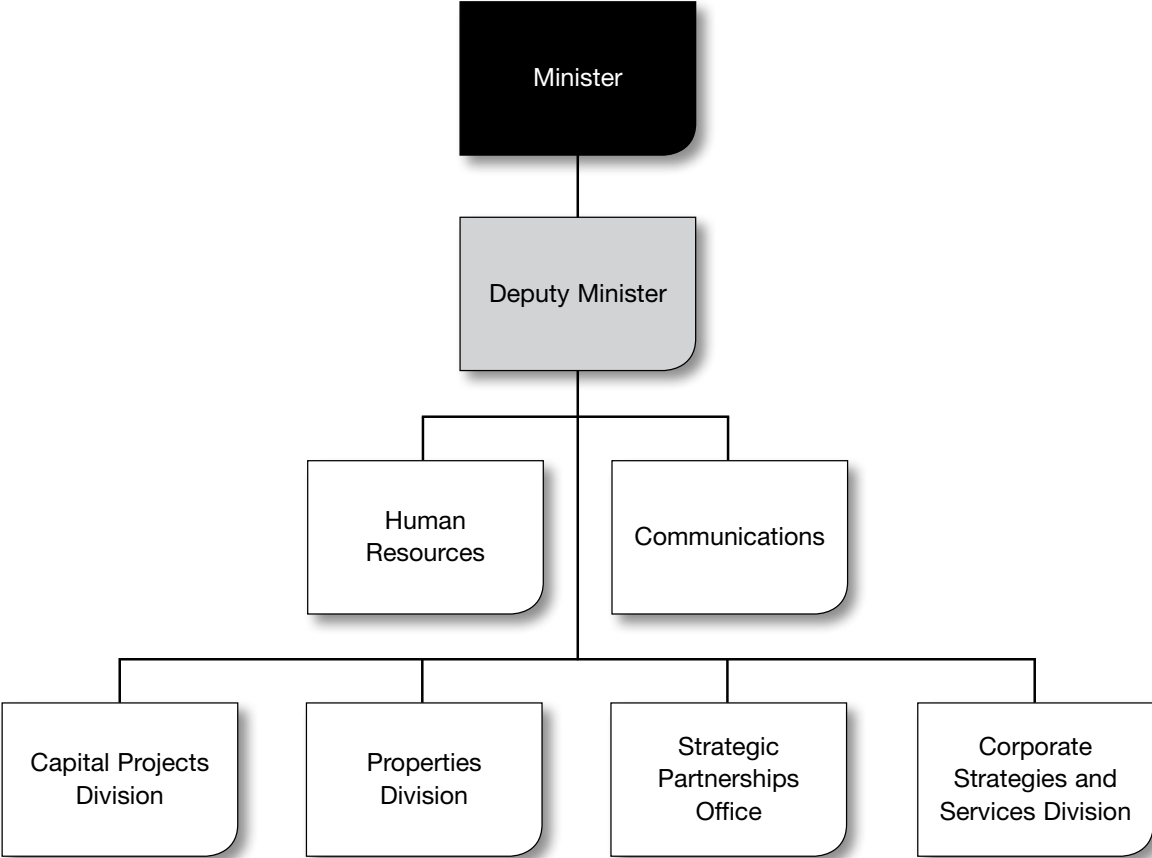 Minister
Deputy Minister
Human
Resources
Communications
Capital Projects
Division
Properties
Division
Strategic
Partnerships
Office
Corporate
Strategies and
Services Division